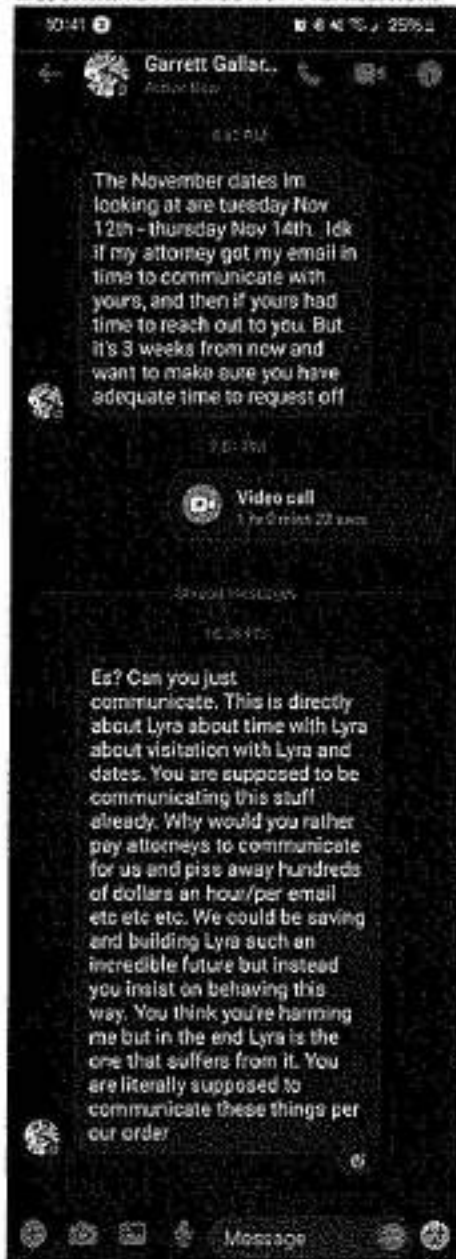 10:41
25%
Garrett Gallar..
Active Now
PM
The November dates Im
looking at are tuesday Nov
12th - thursday Nov 14th. Idk
if my attorney got my email in
time to communicate with
yours, and then if yours had
time to reach out to you. But
it's 3 weeks from now and
want to make sure you have
adequate time to request off
Video call
Es? Can you just
communicate. This is directly
about Lyra about time with Lyra
about visitation with Lyra and
dates. You are supposed to be
communicating this stuff
already. Why would you rather
pay attorneys to communicate
for us and piss away hundreds
of dollars an hour/per email
etc etc etc. We could be saving
and building Lyra such an
incredible future but instead
you insist on behaving this
way. You think you're harming
me but in the end Lyra is the
one that suffers from it. You
are literally supposed to
communicate these things per
our order
Message